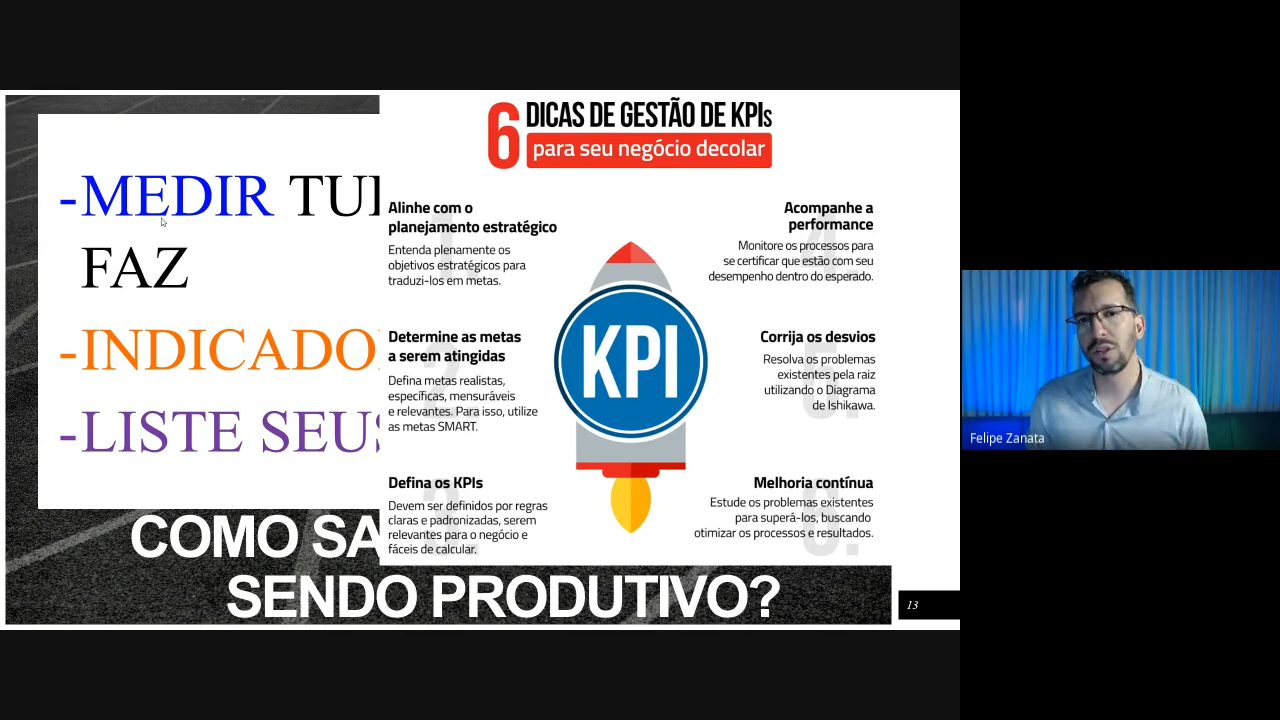 -MEDIR TU
FAZ
-INDICADO
-LISTE SEUS
COMO SA
SENDO PRODUTIVO?
6 DICAS DE GESTÃO DE KPIs
para seu negócio decolar
1.
Alinhe com o
planejamento estratégico
Entenda plenamente os
objetivos estratégicos para
traduzi-los em metas.
2.
Determine as metas
a serem atingidas
Defina metas realistas,
específicas, mensuráveis
e relevantes. Para isso, utilize
as metas SMART.
3.
Defina os KPIs
Devem ser definidos por regras
claras e padronizadas, serem
relevantes para o negócio e
fáceis de calcular.
KPI
4.
Acompanhe a
performance
Monitore os processos para
se certificar que estão com seu
desempenho dentro do esperado.
5.
Corrija os desvios
Resolva os problemas
existentes pela raiz
utilizando o Diagrama
de Ishikawa.
6.
Melhoria contínua
Estude os problemas existentes
para superá-los, buscando
otimizar os processos e resultados.
13
Felipe Zanata